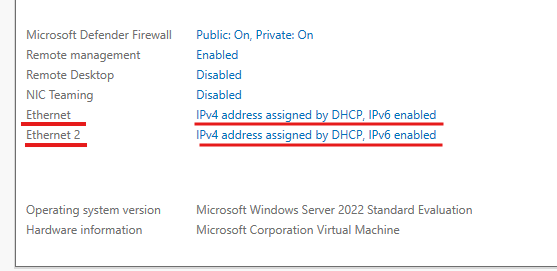 Microsoft Defender Firewall Public: On, Private: On
Remote management Enabled
Remote Desktop Disabled
NIC Teaming Disabled
Ethernet IPv4 address assigned by DHCP, IPv6 enabled
Ethernet 2 IPv4 address assigned by DHCP, IPv6 enabled
Operating system version Microsoft Windows Server 2022 Standard Evaluation
Hardware information Microsoft Corporation Virtual Machine